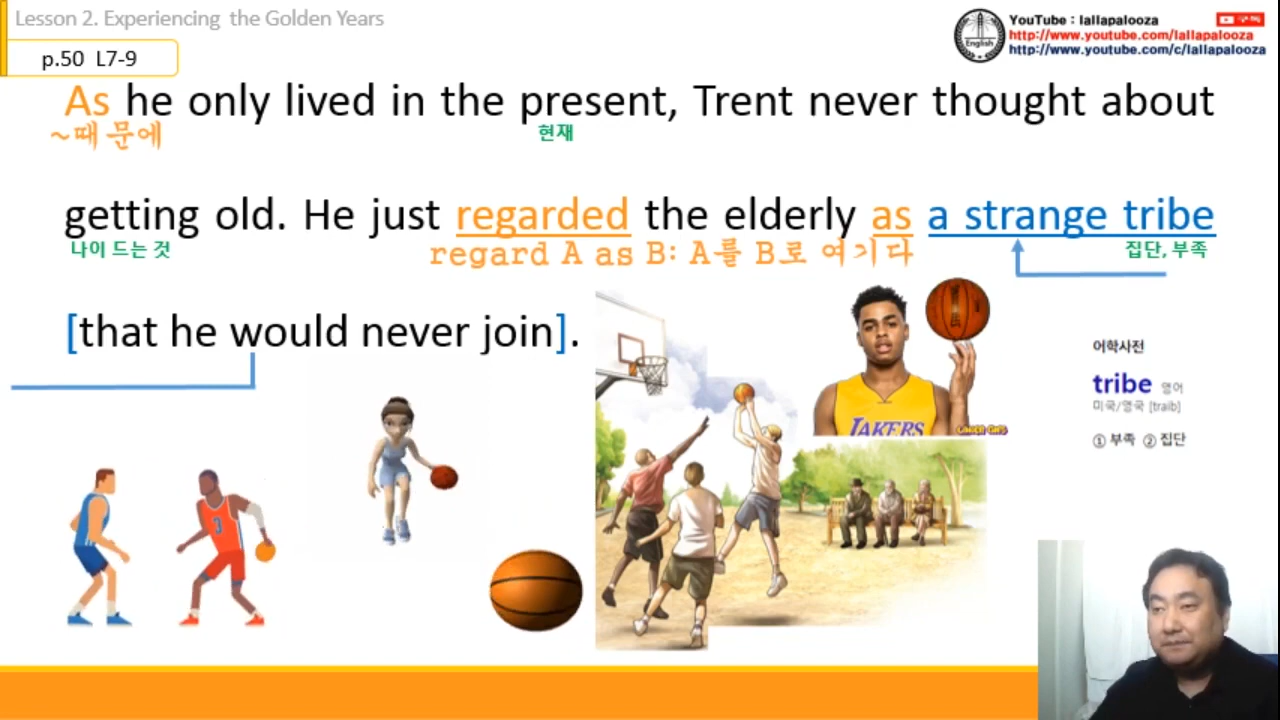 Lesson 2. Experiencing the Golden Years
YouTube : lallapalooza
구독
http://www.youtube.com/lallapalooza
http://www.youtube.com/c/lallapalooza
English
p.50 L7-9
As he only lived in the present, Trent never thought about
~때 문에
현재
getting old. He just regarded the elderly as a strange tribe
나이 드는 것
regard A as B: A를 B로 여기다
집단, 부족
[that he would never join].
어학사전
tribe 영어
미국/영국 [traib]
① 부족 ② 집단
LAKERS
3